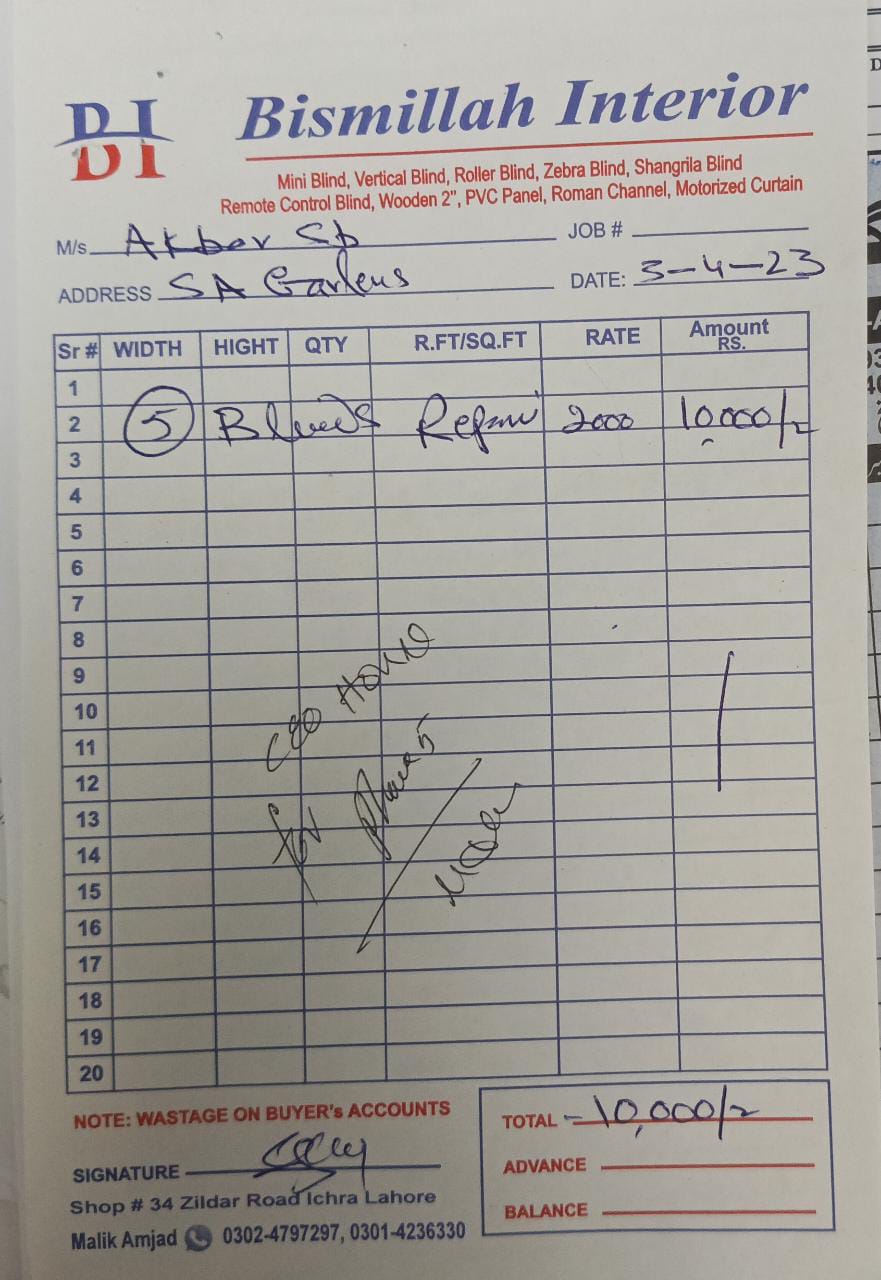 BI Bismillah Interior
Mini Blind, Vertical Blind, Roller Blind, Zebra Blind, Shangrila Blind
Remote Control Blind, Wooden 2", PVC Panel, Roman Channel, Motorized Curtain
M/s Akber Sb JOB #
ADDRESS SA Gardens DATE: 3-4-23
Sr # WIDTH HIGHT QTY R.FT/SQ.FT RATE Amount RS.
1
2 5 Blinds Repair 2000 10,000/=
3
4
5
6
7
8
9
10
11
12
13
14
15
16
17
18
19
20
CEO House
for Phase 5
NOTE: WASTAGE ON BUYER's ACCOUNTS
TOTAL 10,000/=
SIGNATURE
ADVANCE
Shop # 34 Zildar Road Ichra Lahore
BALANCE
Malik Amjad 0302-4797297, 0301-4236330